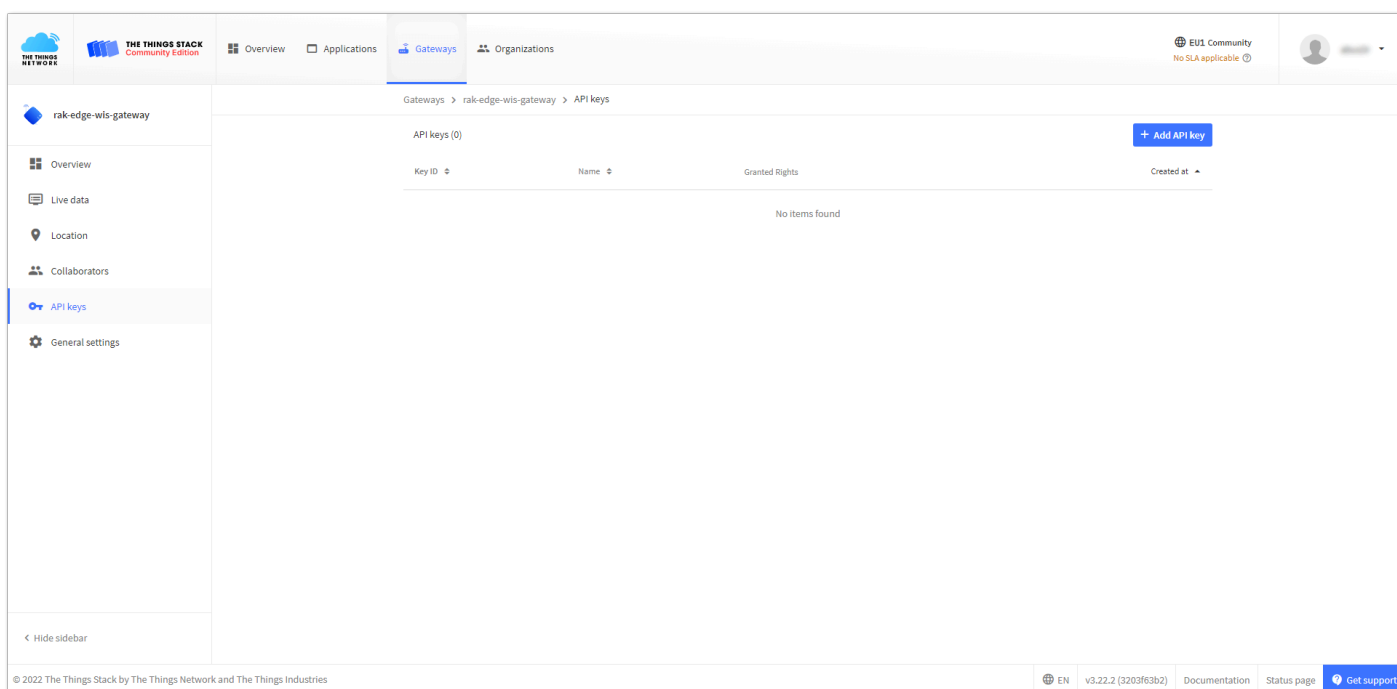 THE THINGS NETWORK
THE THINGS STACK
Community Edition
Overview
Applications
Gateways
Organizations
EU1 Community
No SLA applicable
rak-edge-wis-gateway
Overview
Live data
Location
Collaborators
API keys
General settings
Hide sidebar
Gateways > rak-edge-wis-gateway > API keys
API keys (0)
+ Add API key
Key ID Name Granted Rights Created at
No items found
© 2022 The Things Stack by The Things Network and The Things Industries
EN
v3.22.2 (3203f63b2)
Documentation
Status page
Get support